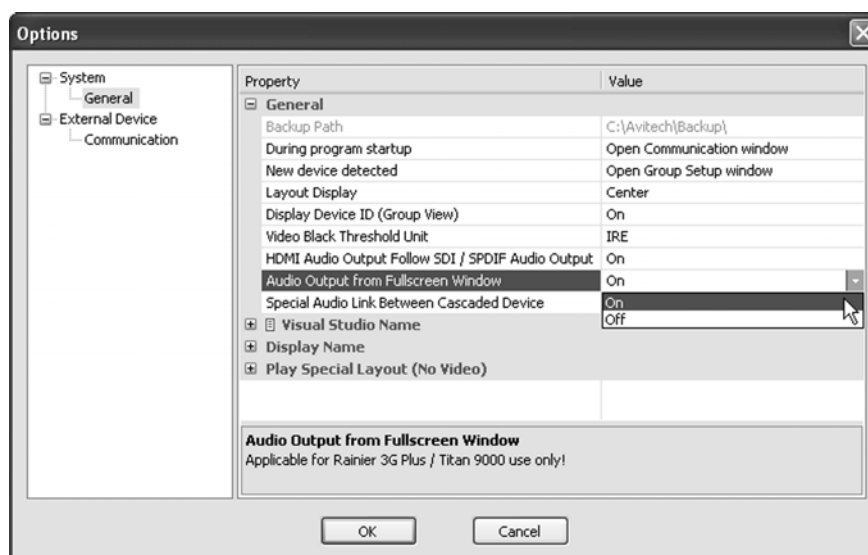 Options
System
General
External Device
Communication
Property Value
General
Backup Path C:\Avitech\Backup\
During program startup Open Communication window
New device detected Open Group Setup window
Layout Display Center
Display Device ID (Group View) On
Video Black Threshold Unit IRE
HDMI Audio Output Follow SDI / SPDIF Audio Output On
Audio Output from Fullscreen Window On
Special Audio Link Between Cascaded Device On
Off
Visual Studio Name
Display Name
Play Special Layout (No Video)
Audio Output from Fullscreen Window
Applicable for Rainier 3G Plus / Titan 9000 use only!
OK Cancel